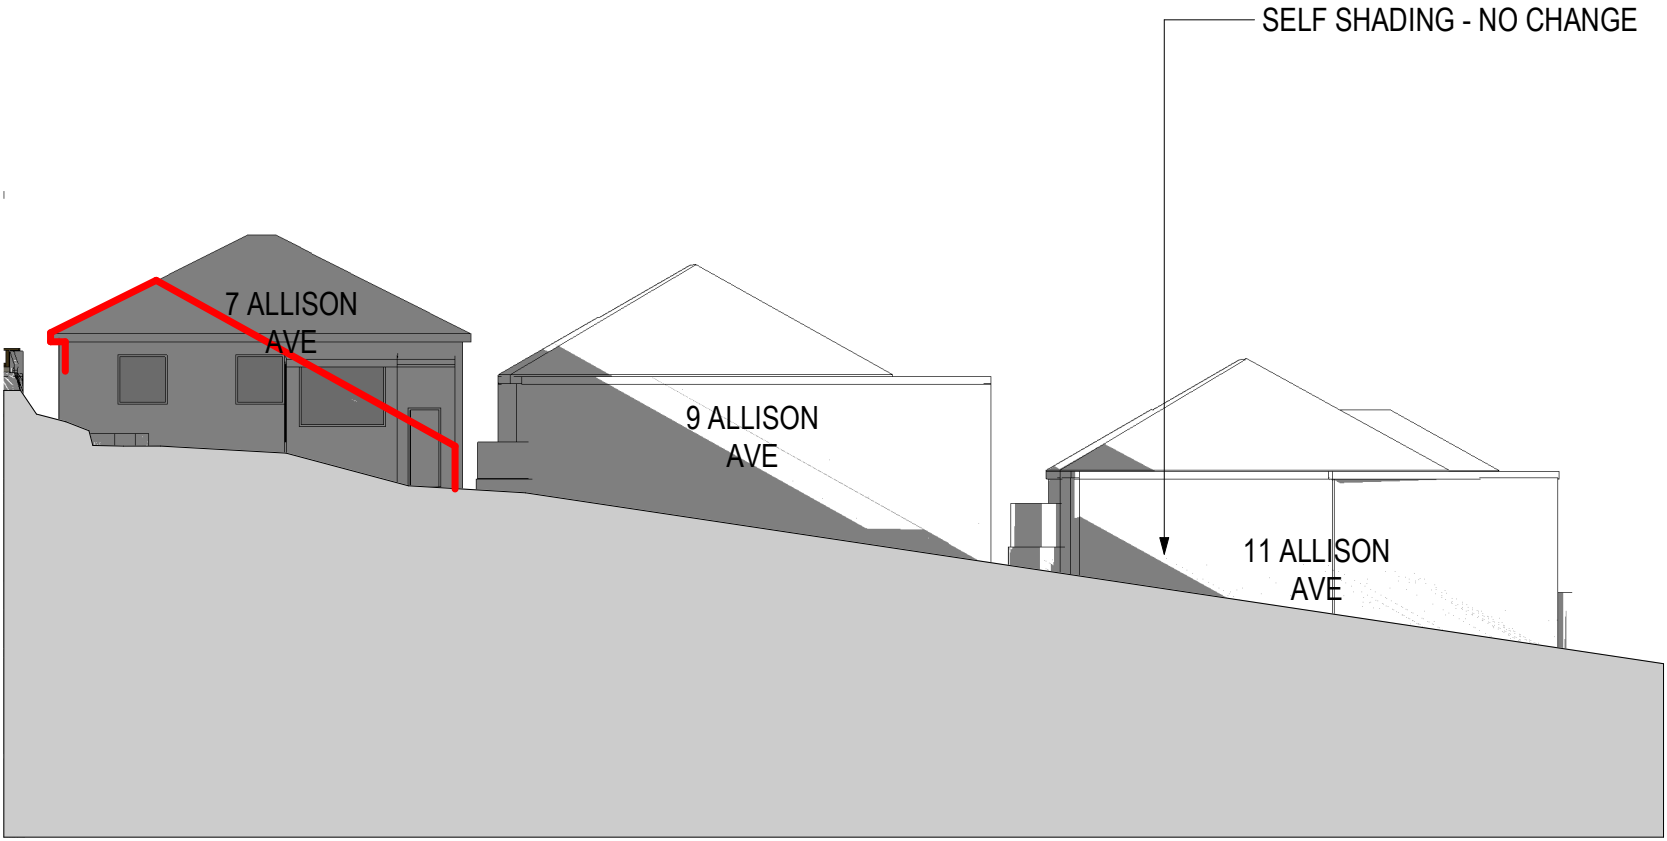 SELF SHADING - NO CHANGE
7 ALLISON
AVE
9 ALLISON
AVE
11 ALLISON
AVE